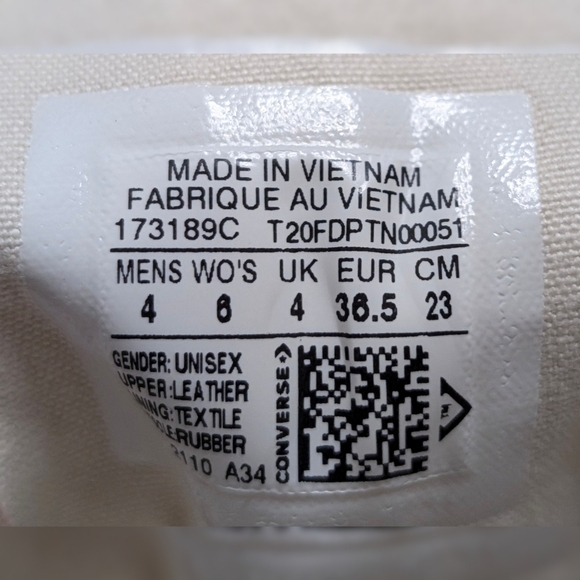 MADE IN VIETNAM
FABRIQUE AU VIETNAM
173189C T20FDPTN00051
MENS WO'S UK EUR CM
4 6 4 36.5 23
GENDER: UNISEX
UPPER:LEATHER
TEXTILE
RUBBER
A34
CONVERSE
TM